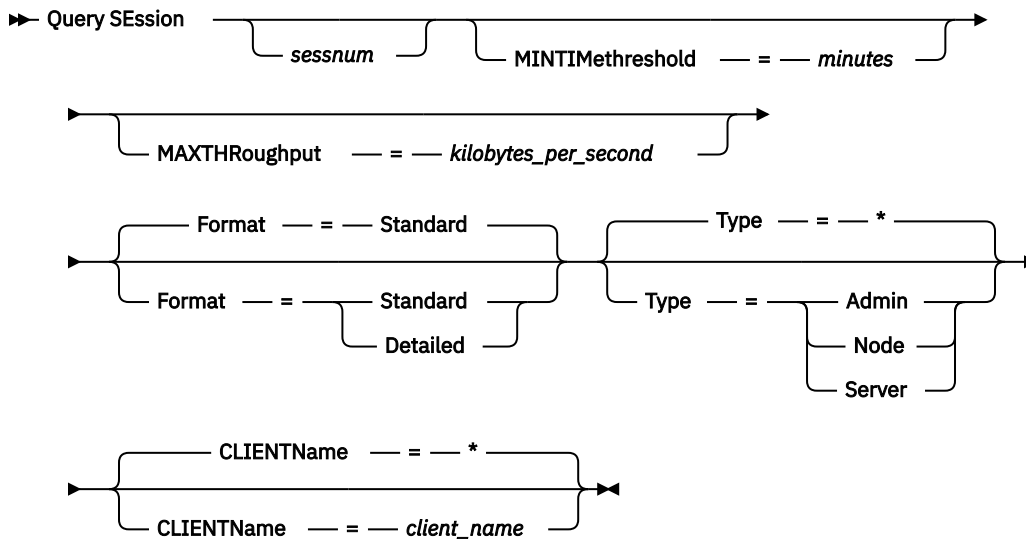 Query SEssion
sessnum
MINTIMethreshold = minutes
MAXTHRoughput = kilobytes_per_second
Format = Standard
Type = *
Format = Standard
Detailed
Type = Admin
Node
Server
CLIENTName = *
CLIENTName = client_name